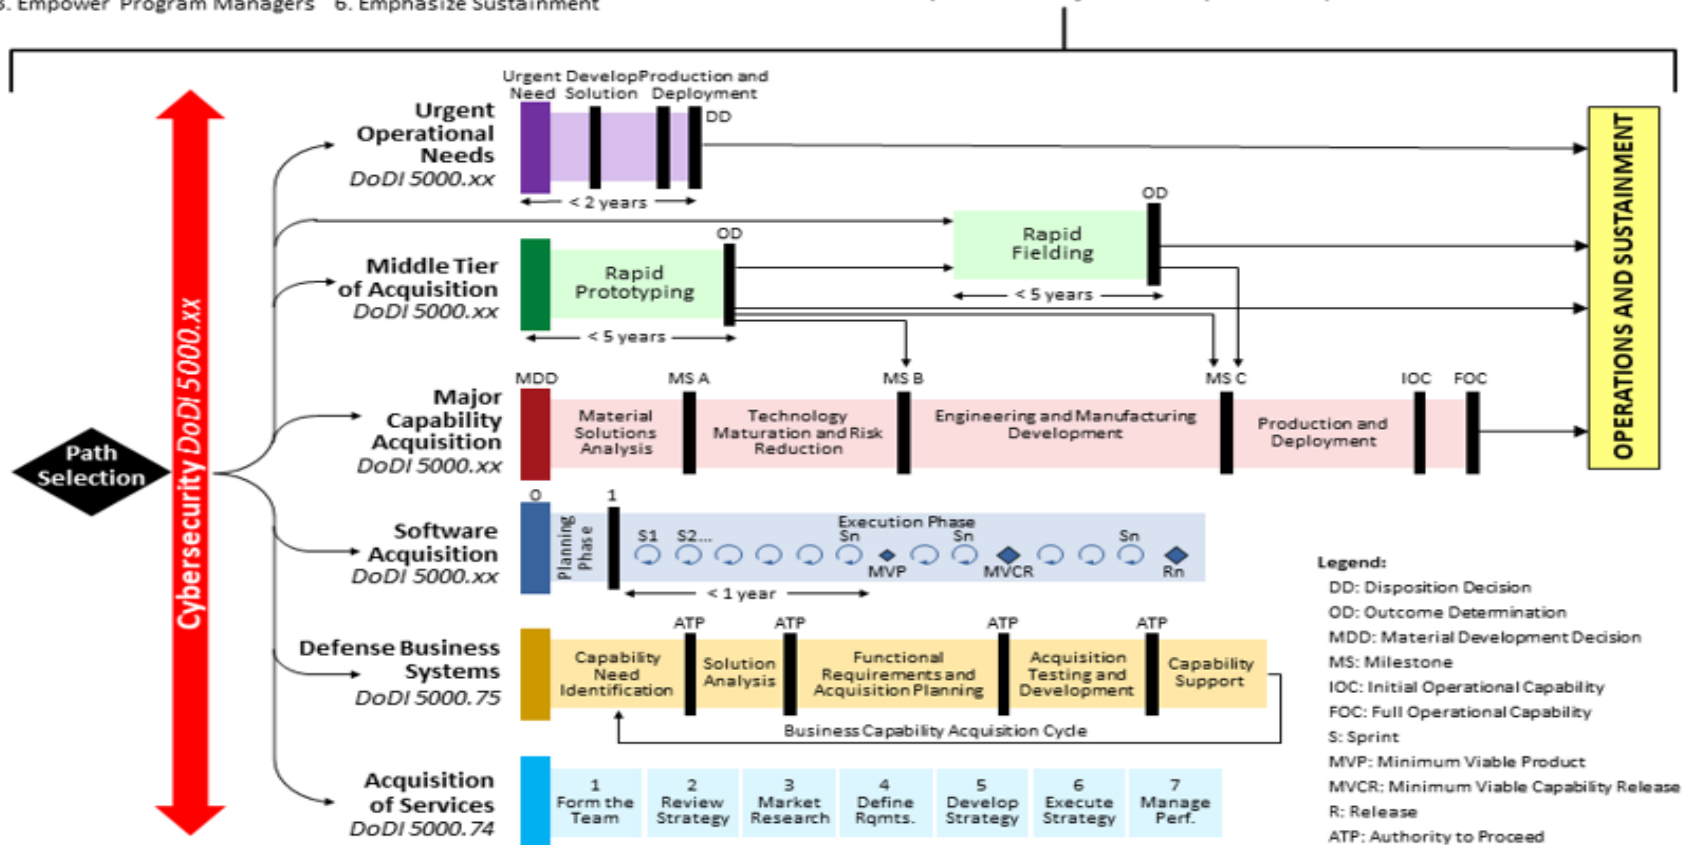 3. Empower Program Managers 6. Emphasize Sustainment
Urgent Need
Develop Solution
Production and Deployment
Urgent
Operational
Needs
DoDI 5000.xx
DD
< 2 years
OD
Rapid
Fielding
< 5 years
Middle Tier
of Acquisition
DoDI 5000.xx
OD
Rapid
Prototyping
< 5 years
OPERATIONS AND SUSTAINMENT
Cybersecurity DoDI 5000.xx
Path
Selection
MDD
MS A
MS B
MS C
IOC
FOC
Major
Capability
Acquisition
DoDI 5000.xx
Material
Solutions
Analysis
Technology
Maturation and Risk
Reduction
Engineering and Manufacturing
Development
Production and
Deployment
Software
Acquisition
DoDI 5000.xx
0
1
Planning
Phase
Execution Phase
S1
S2...
Sn
Sn
Sn
MVP
MVCR
Rn
< 1 year
Defense Business
Systems
DoDI 5000.75
ATP
ATP
ATP
ATP
Capability
Need
Identification
Solution
Analysis
Functional
Requirements and
Acquisition Planning
Acquisition
Testing and
Development
Capability
Support
Business Capability Acquisition Cycle
Acquisition
of Services
DoDI 5000.74
1
Form the
Team
2
Review
Strategy
3
Market
Research
4
Define
Rqmts.
5
Develop
Strategy
6
Execute
Strategy
7
Manage
Perf.
Legend:
DD: Disposition Decision
OD: Outcome Determination
MDD: Material Development Decision
MS: Milestone
IOC: Initial Operational Capability
FOC: Full Operational Capability
S: Sprint
MVP: Minimum Viable Product
MVCR: Minimum Viable Capability Release
R: Release
ATP: Authority to Proceed